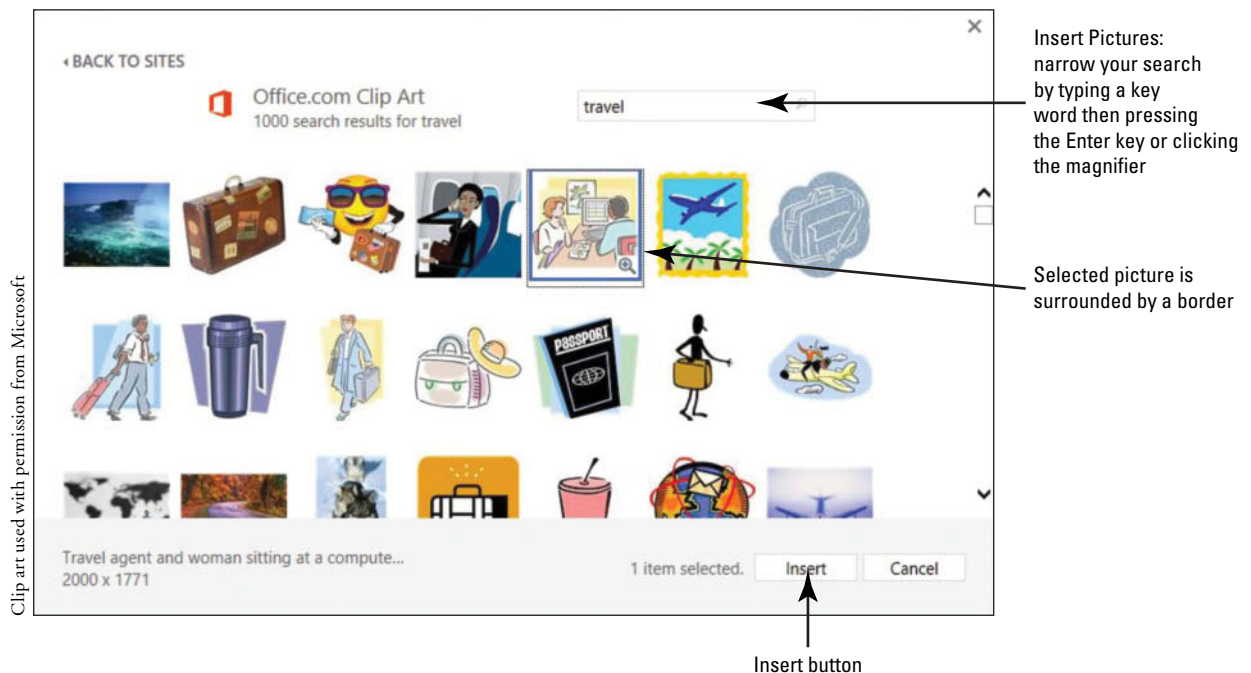 ◂ BACK TO SITES
Office.com Clip Art
1000 search results for travel
travel
Insert Pictures:
narrow your search
by typing a key
word then pressing
the Enter key or clicking
the magnifier
PASSPORT
Selected picture is
surrounded by a border
Clip art used with permission from Microsoft
Travel agent and woman sitting at a compute...
2000 x 1771
1 item selected.
Insert
Cancel
Insert button